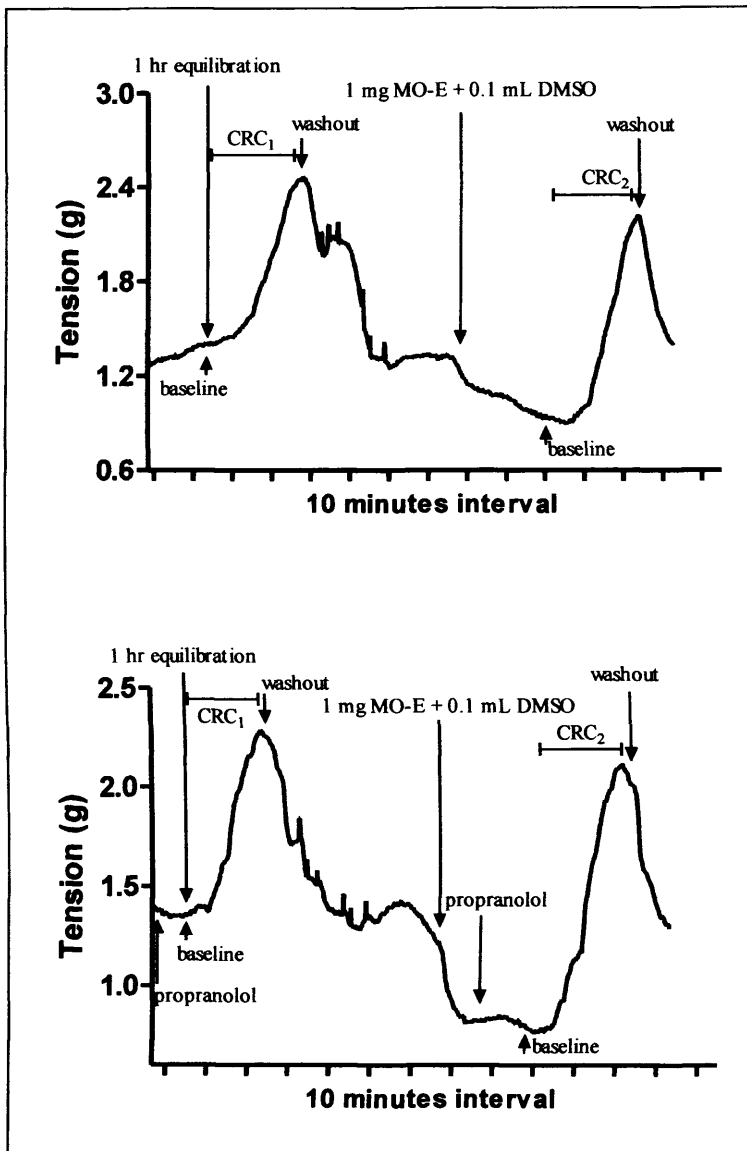 1 hr equilibration
1 mg MO-E + 0.1 mL DMSO
3.0
washout
washout
CRC₁
CRC₂
2.4
Tension (g)
1.8
1.2
baseline
baseline
0.6
10 minutes interval
1 hr equilibration
washout
2.5
washout
1 mg MO-E + 0.1 mL DMSO
CRC₁
CRC₂
2.0
Tension (g)
1.5
propranolol
baseline
1.0
propranolol
baseline
10 minutes interval